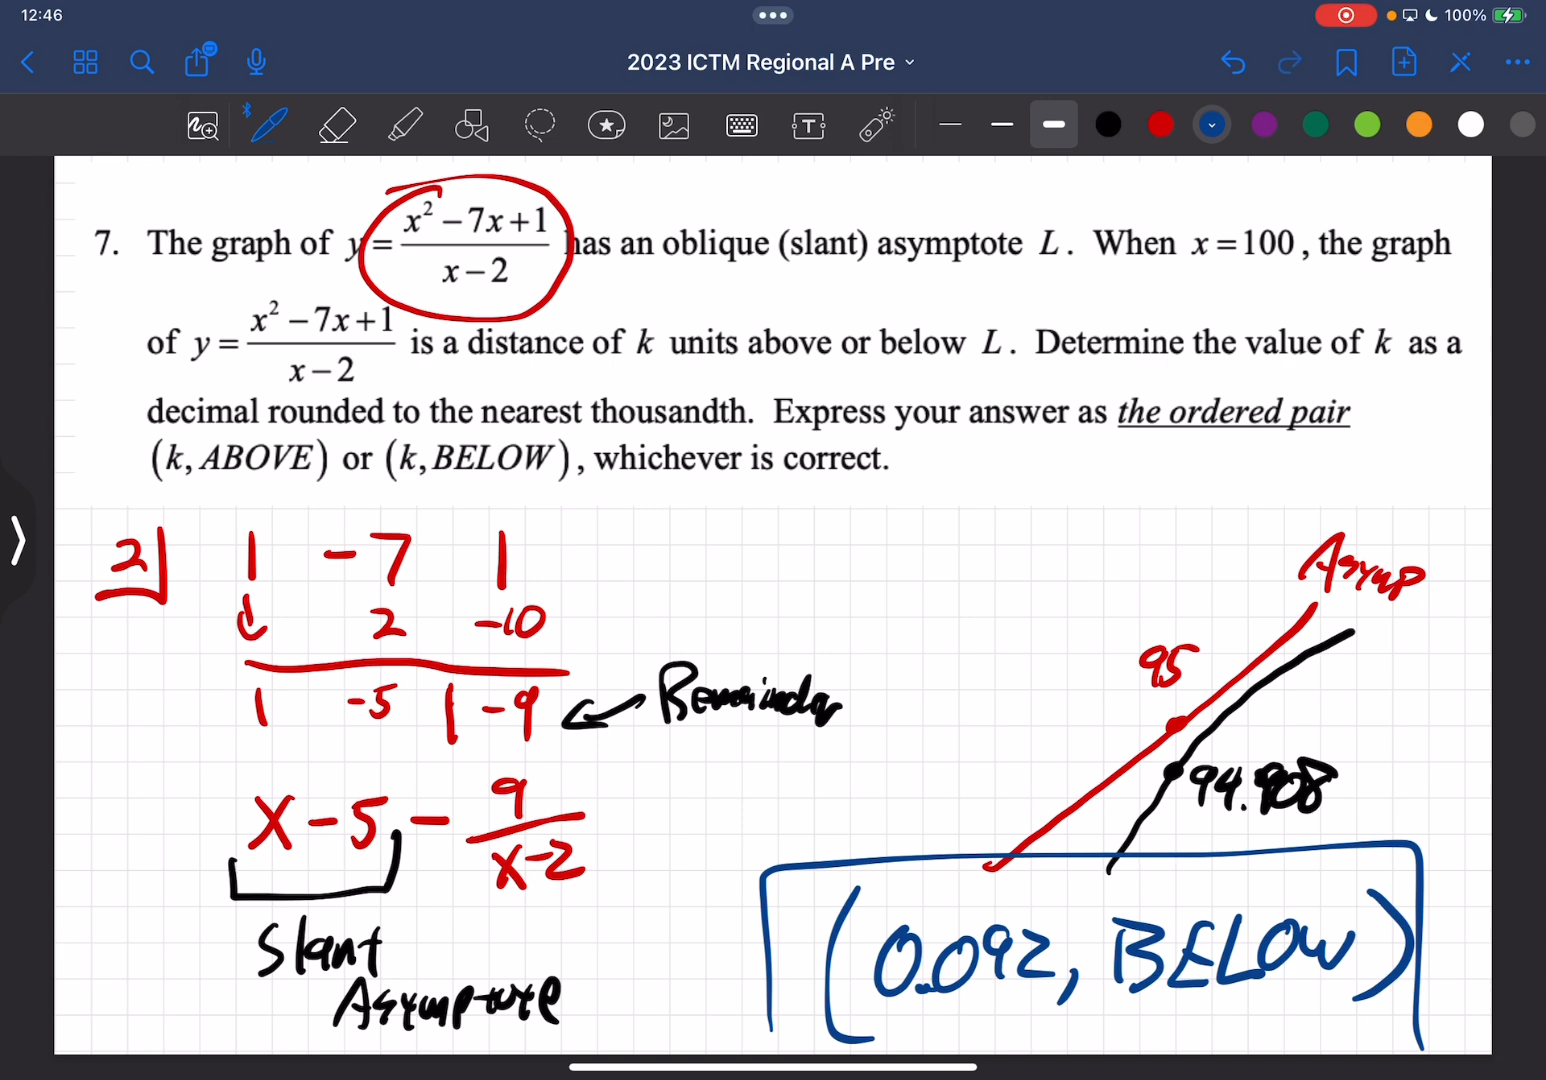 12:46
100%
2023 ICTM Regional A Pre
7. The graph of y = (x² − 7x + 1)/(x − 2) has an oblique (slant) asymptote L. When x = 100, the graph
of y = (x² − 7x + 1)/(x − 2) is a distance of k units above or below L. Determine the value of k as a
decimal rounded to the nearest thousandth. Express your answer as the ordered pair
(k, ABOVE) or (k, BELOW), whichever is correct.
2 1 -7 1
2 -10
1 -5 -9 Remainder
x - 5 - 9/(x-2)
Slant
Asymptote
Asymp
95
94.908
(0.092, BELOW)